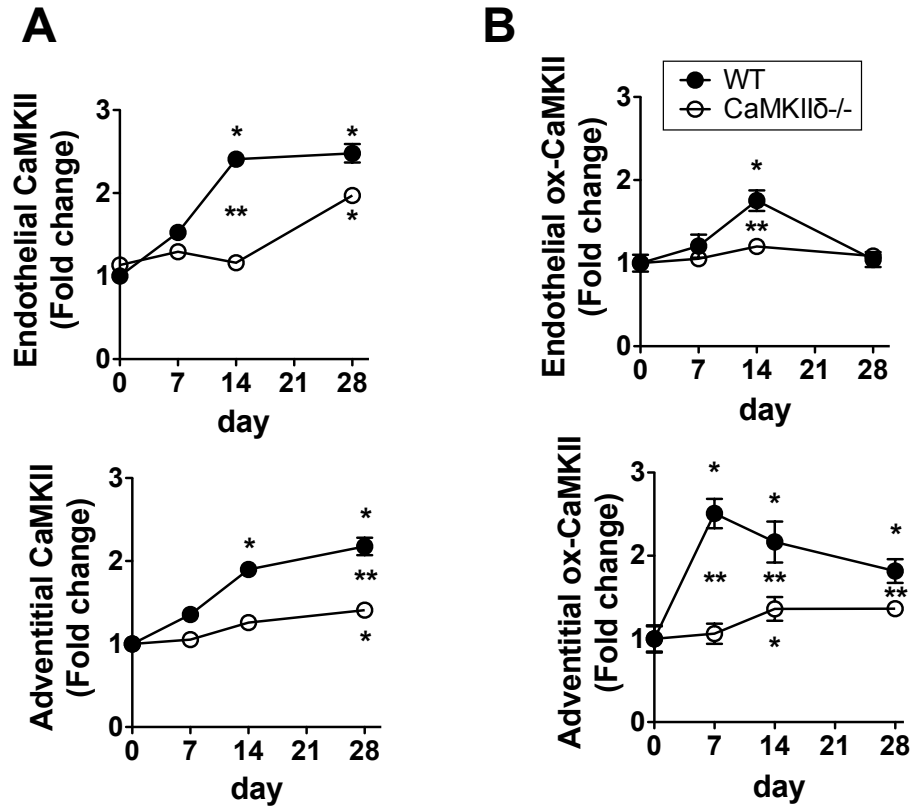 A
Endothelial CaMKII
(Fold change)
3
*
*
2
**
*
1
0
0 7 14 21 28
day
Adventitial CaMKII
(Fold change)
3
*
*
2
**
1
*
0
0 7 14 21 28
day
B
WT
CaMKIIδ-/-
Endothelial ox-CaMKII
(Fold change)
3
2
*
**
1
0
0 7 14 21 28
day
Adventitial ox-CaMKII
(Fold change)
3
*
*
*
2
** ** **
1
*
0
0 7 14 21 28
day